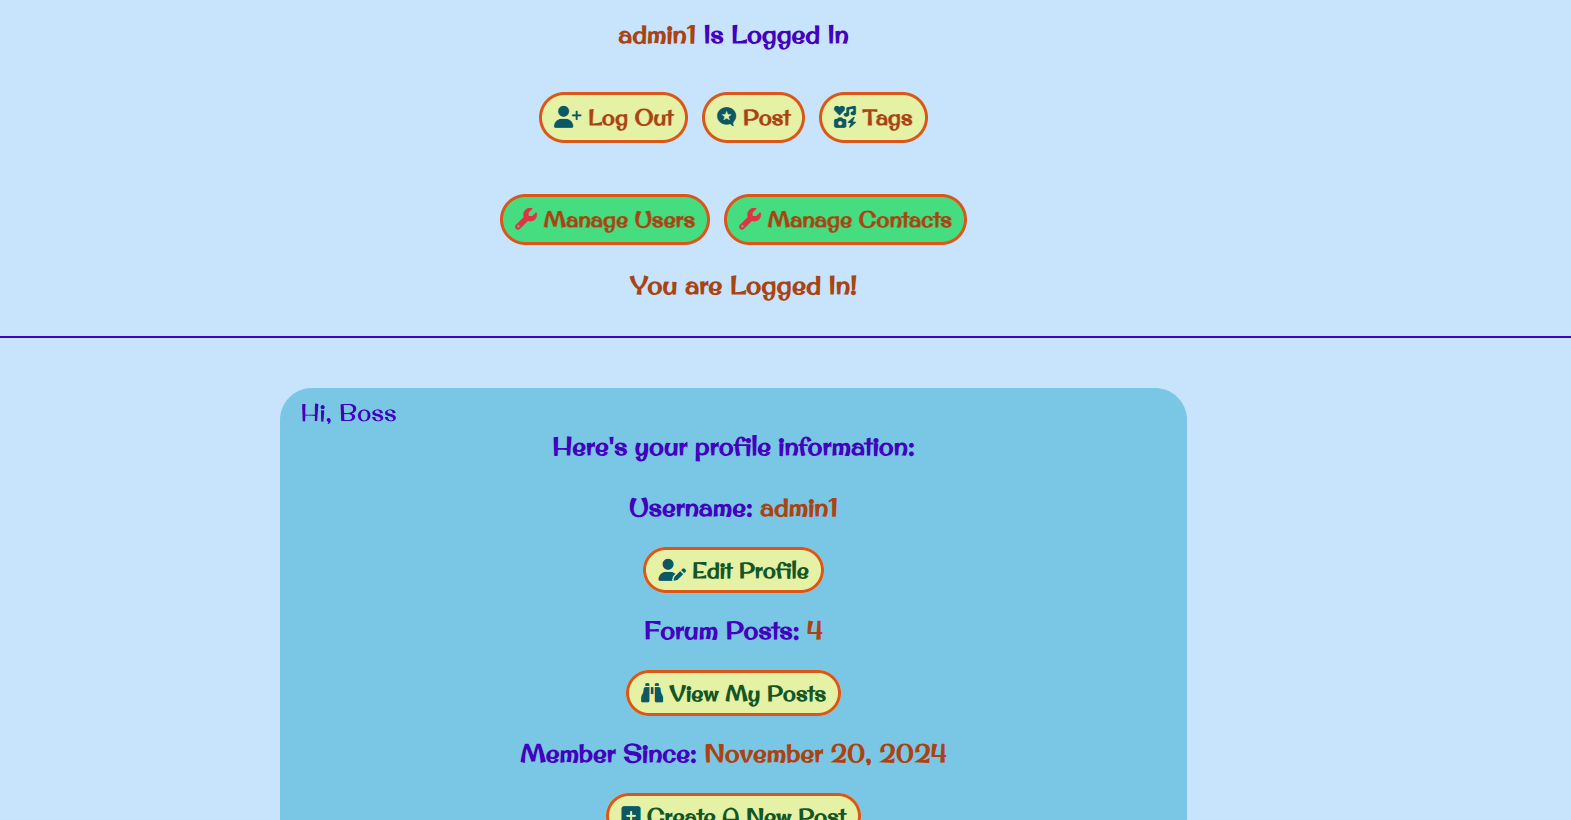 admin1 Is Logged In
Log Out Post Tags
Manage Users Manage Contacts
You are Logged In!
Hi, Boss
Here's your profile information:
Username: admin1
Edit Profile
Forum Posts: 4
View My Posts
Member Since: November 20, 2024
Create A New Post